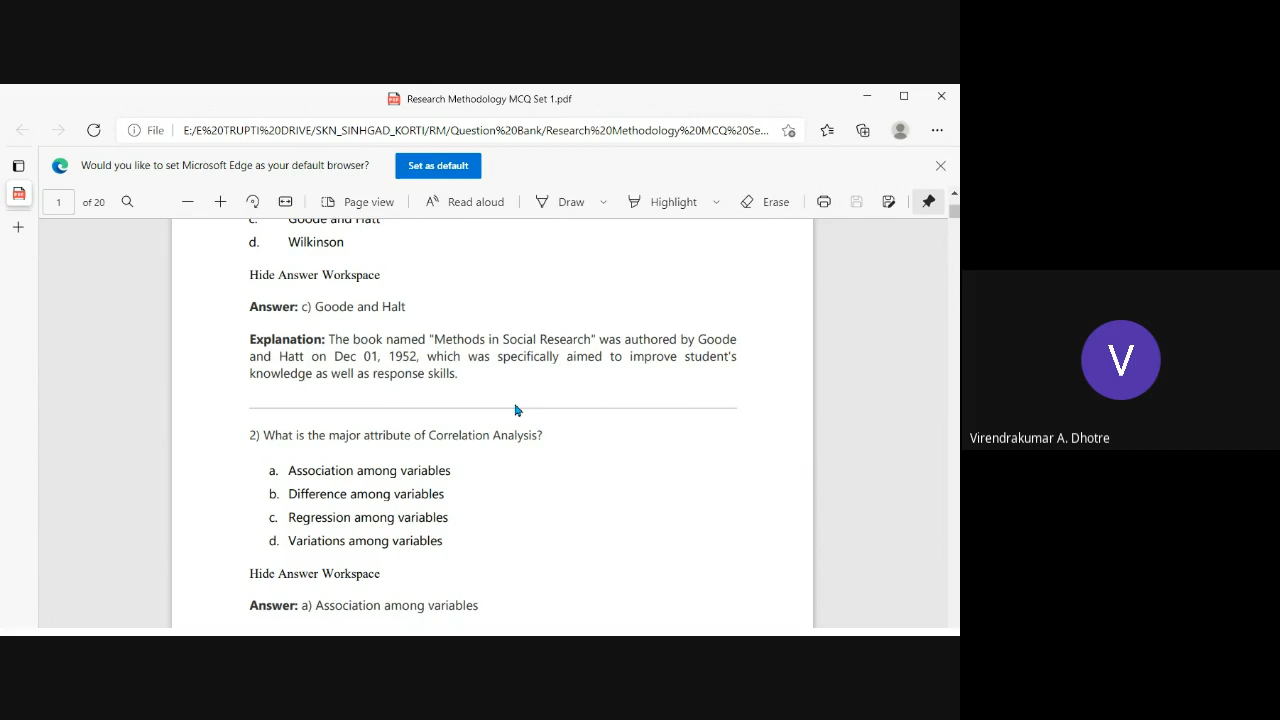 Research Methodology MCQ Set 1.pdf
File E:/E%20TRUPTI%20DRIVE/SKN_SINHGAD_KORTI/RM/Question%20Bank/Research%20Methodology%20MCQ%20Se...
Would you like to set Microsoft Edge as your default browser? Set as default
1 of 20 Page view Read aloud Draw Highlight Erase
c. Goode and Hatt
d. Wilkinson
Hide Answer Workspace
Answer: c) Goode and Halt
Explanation: The book named "Methods in Social Research" was authored by Goode
and Hatt on Dec 01, 1952, which was specifically aimed to improve student's
knowledge as well as response skills.
2) What is the major attribute of Correlation Analysis?
a. Association among variables
b. Difference among variables
c. Regression among variables
d. Variations among variables
Hide Answer Workspace
Answer: a) Association among variables
V
Virendrakumar A. Dhotre